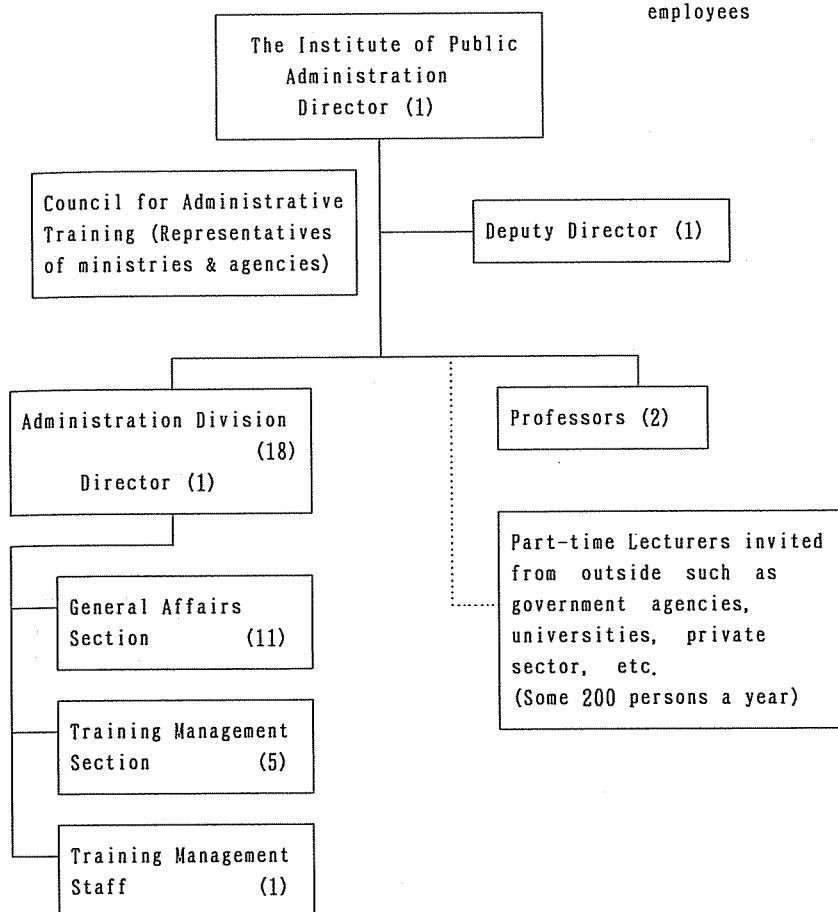 employees
The Institute of Public
Administration
Director (1)
Council for Administrative
Training (Representatives
of ministries & agencies)
Deputy Director (1)
Administration Division
(18)
Director (1)
Professors (2)
General Affairs
Section (11)
Training Management
Section (5)
Training Management
Staff (1)
Part-time Lecturers invited
from outside such as
government agencies,
universities, private
sector, etc.
(Some 200 persons a year)